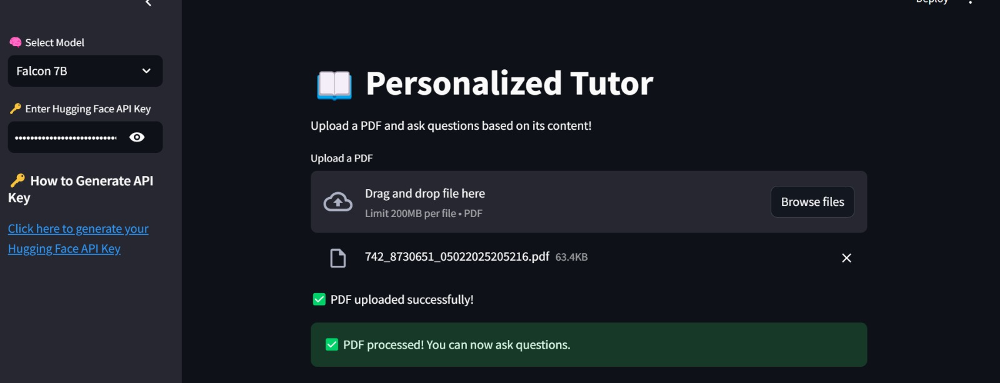 Deploy
Select Model
Falcon 7B
Enter Hugging Face API Key
How to Generate API
Key
Click here to generate your
Hugging Face API Key
Personalized Tutor
Upload a PDF and ask questions based on its content!
Upload a PDF
Drag and drop file here
Limit 200MB per file • PDF
Browse files
742_8730651_05022025205216.pdf 63.4KB
PDF uploaded successfully!
PDF processed! You can now ask questions.